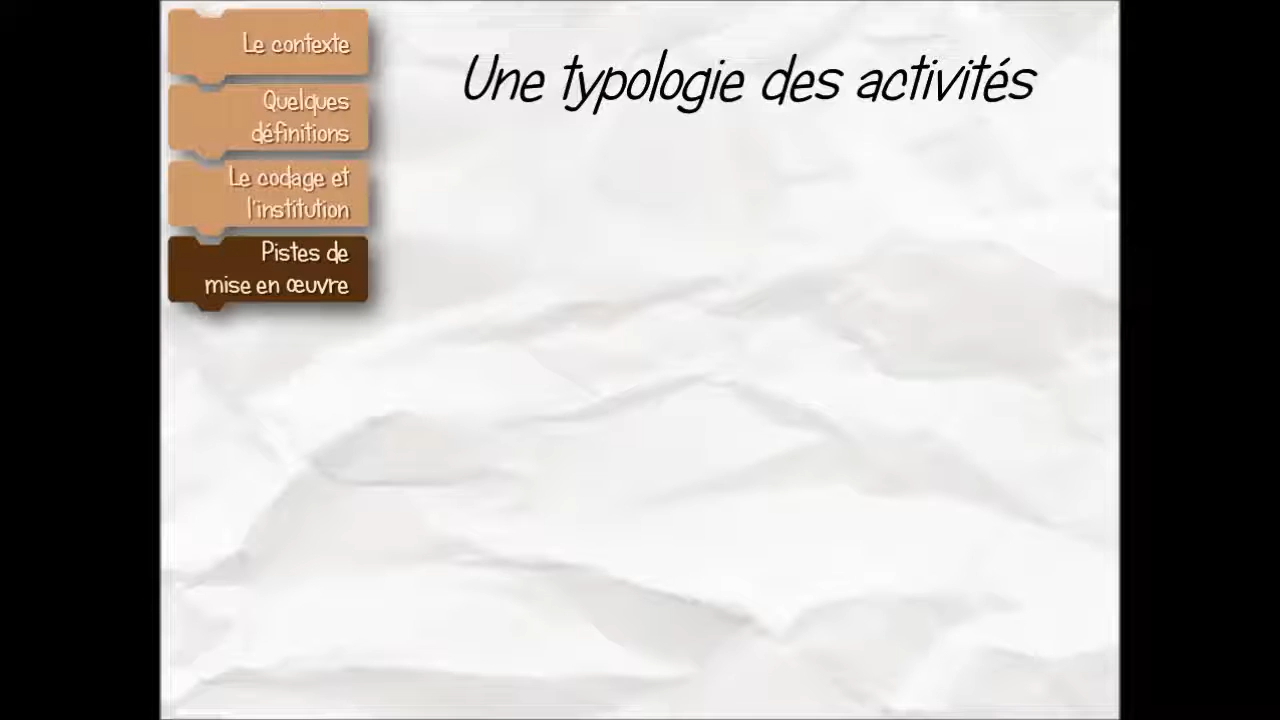 Le contexte
Quelques
définitions
Le codage et
l'institution
Pistes de
mise en œuvre
Une typologie des activités